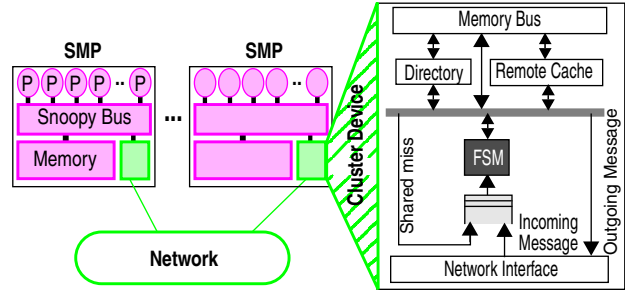 SMP
P P P P .. P
Snoopy Bus
Memory
...
SMP
..
Network
Cluster Device
Memory Bus
Directory
Remote Cache
FSM
Shared miss
Incoming
Message
Outgoing Message
Network Interface